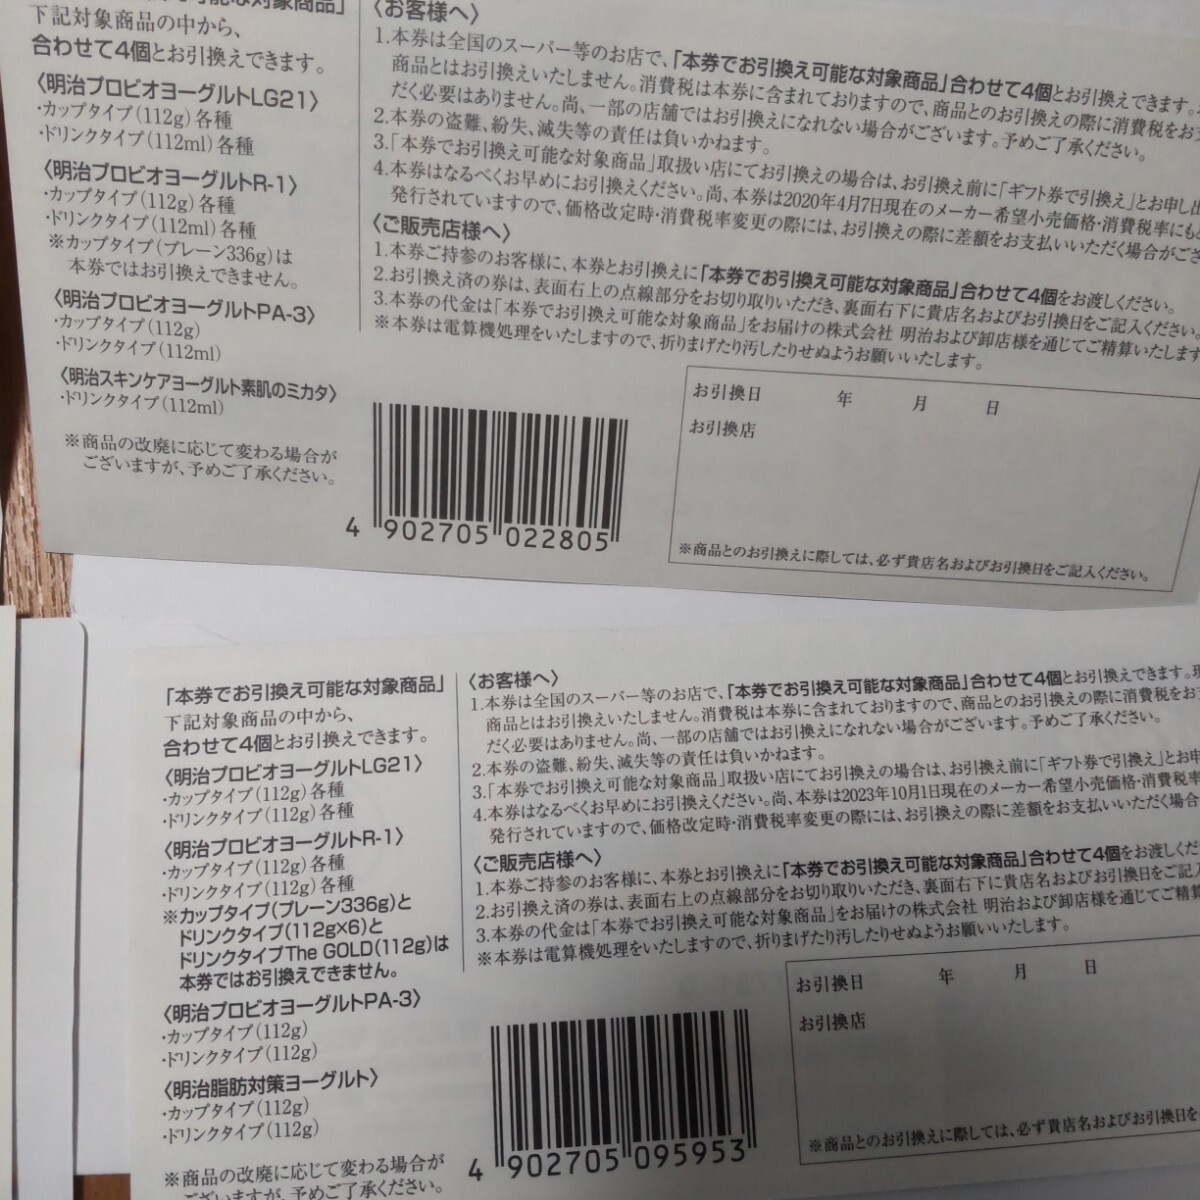 な対象商品」
下記対象商品の中から、
合わせて4個とお引換えできます。
〈明治プロビオヨーグルトLG21〉
・カップタイプ(112g)各種
・ドリンクタイプ(112ml)各種
〈明治プロビオヨーグルトR-1〉
・カップタイプ(112g)各種
・ドリンクタイプ(112ml)各種
※カップタイプ(プレーン336g)は
本券ではお引換えできません。
〈明治プロビオヨーグルトPA-3〉
・カップタイプ(112g)
・ドリンクタイプ(112ml)
〈明治スキンケアヨーグルト素肌のミカタ〉
・ドリンクタイプ(112ml)
※商品の改廃に応じて変わる場合が
ございますが、予めご了承ください。
〈お客様へ〉
1.本券は全国のスーパー等のお店で、「本券でお引換え可能な対象商品」合わせて4個とお引換えできます。
商品とはお引換えいたしません。消費税は本券に含まれておりますので、商品とのお引換えの際に消費税をお
だく必要はありません。尚、一部の店舗ではお引換えになれない場合がございます。予めご了承ください。
2.本券の盗難、紛失、滅失等の責任は負いかねます。
3.「本券でお引換え可能な対象商品」取扱い店にてお引換えの場合は、お引換え前に「ギフト券で引換え」とお申し出
4.本券はなるべくお早めにお引換えください。尚、本券は2020年4月7日現在のメーカー希望小売価格・消費税率にも
発行されていますので、価格改定時・消費税率変更の際には、お引換えの際に差額をお支払いいただく場合がござ
〈ご販売店様へ〉
1.本券ご持参のお客様に、本券とお引換えに「本券でお引換え可能な対象商品」合わせて4個をお渡しください。
2.お引換え済の券は、表面右上の点線部分をお切り取りいただき、裏面右下に貴店名およびお引換日をご記入ください。
3.本券の代金は「本券でお引換え可能な対象商品」をお届けの株式会社 明治および卸店様を通じてご精算いたします
※本券は電算機処理をいたしますので、折りまげたり汚したりせぬようお願いいたします。
お引換日 年 月 日
お引換店
※商品とのお引換えに際しては、必ず貴店名およびお引換日をご記入ください。
4 902705 022805
「本券でお引換え可能な対象商品」
下記対象商品の中から、
合わせて4個とお引換えできます。
〈明治プロビオヨーグルトLG21〉
・カップタイプ(112g)各種
・ドリンクタイプ(112g)各種
〈明治プロビオヨーグルトR-1〉
・カップタイプ(112g)各種
・ドリンクタイプ(112g)各種
※カップタイプ(プレーン336g)と
ドリンクタイプ(112g×6)と
ドリンクタイプThe GOLD(112g)は
本券ではお引換えできません。
〈明治プロビオヨーグルトPA-3〉
・カップタイプ(112g)
・ドリンクタイプ(112g)
〈明治脂肪対策ヨーグルト〉
・カップタイプ(112g)
・ドリンクタイプ(112g)
※商品の改廃に応じて変わる場合が
ございますが、予めご了承ください。
〈お客様へ〉
1.本券は全国のスーパー等のお店で、「本券でお引換え可能な対象商品」合わせて4個とお引換えできます。現
商品とはお引換えいたしません。消費税は本券に含まれておりますので、商品とのお引換えの際に消費税をお
だく必要はありません。尚、一部の店舗ではお引換えになれない場合がございます。予めご了承ください。
2.本券の盗難、紛失、滅失等の責任は負いかねます。
3.「本券でお引換え可能な対象商品」取扱い店にてお引換えの場合は、お引換え前に「ギフト券で引換え」とお申
4.本券はなるべくお早めにお引換えください。尚、本券は2023年10月1日現在のメーカー希望小売価格・消費税
発行されていますので、価格改定時・消費税率変更の際には、お引換えの際に差額をお支払いいただく場合
〈ご販売店様へ〉
1.本券ご持参のお客様に、本券とお引換えに「本券でお引換え可能な対象商品」合わせて4個をお渡しくだ
2.お引換え済の券は、表面右上の点線部分をお切り取りいただき、裏面右下に貴店名およびお引換日をご記入
3.本券の代金は「本券でお引換え可能な対象商品」をお届けの株式会社 明治および卸店様を通じてご精算
※本券は電算機処理をいたしますので、折りまげたり汚したりせぬようお願いいたします。
お引換日 年 月 日
お引換店
※商品とのお引換えに際しては、必ず貴店名およびお引換日を
4 902705 095953